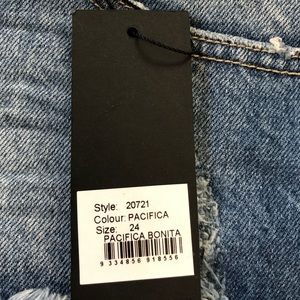 Style: 20721
Colour: PACIFICA
Size: 24
PACIFICA BONITA
9 334856 918556